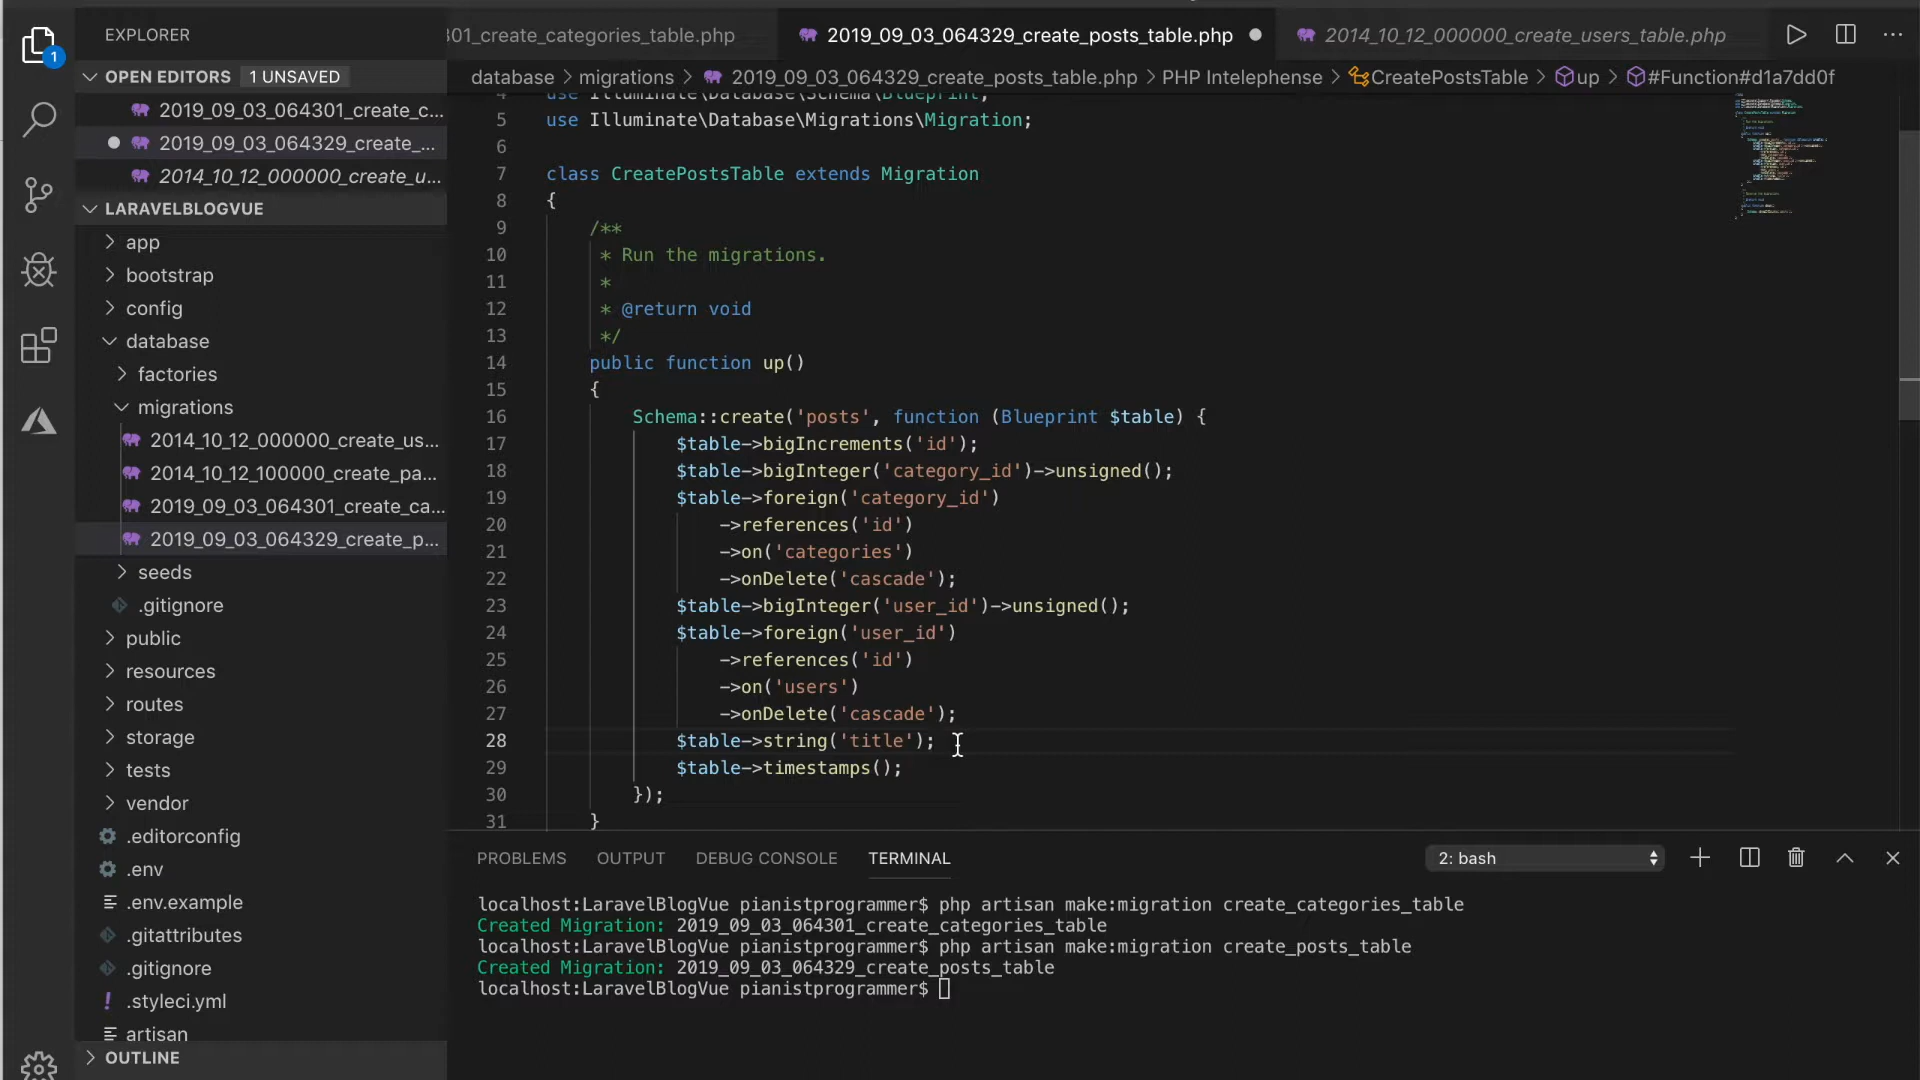 EXPLORER
OPEN EDITORS 1 UNSAVED
2019_09_03_064301_create_c...
2019_09_03_064329_create_...
2014_10_12_000000_create_u...
LARAVELBLOGVUE
app
bootstrap
config
database
factories
migrations
2014_10_12_000000_create_us...
2014_10_12_100000_create_pa...
2019_09_03_064301_create_ca...
2019_09_03_064329_create_p...
seeds
.gitignore
public
resources
routes
storage
tests
vendor
.editorconfig
.env
.env.example
.gitattributes
.gitignore
.styleci.yml
artisan
OUTLINE
1
301_create_categories_table.php 2019_09_03_064329_create_posts_table.php 2014_10_12_000000_create_users_table.php
database > migrations > 2019_09_03_064329_create_posts_table.php > PHP Intelephense > CreatePostsTable > up > #Function#d1a7dd0f
4 use Illuminate\Database\Schema\Blueprint;
5 use Illuminate\Database\Migrations\Migration;
6
7 class CreatePostsTable extends Migration
8 {
9 /**
10 * Run the migrations.
11 *
12 * @return void
13 */
14 public function up()
15 {
16 Schema::create('posts', function (Blueprint $table) {
17 $table->bigIncrements('id');
18 $table->bigInteger('category_id')->unsigned();
19 $table->foreign('category_id')
20 ->references('id')
21 ->on('categories')
22 ->onDelete('cascade');
23 $table->bigInteger('user_id')->unsigned();
24 $table->foreign('user_id')
25 ->references('id')
26 ->on('users')
27 ->onDelete('cascade');
28 $table->string('title');
29 $table->timestamps();
30 });
31 }
PROBLEMS OUTPUT DEBUG CONSOLE TERMINAL 2: bash
localhost:LaravelBlogVue pianistprogrammer$ php artisan make:migration create_categories_table
Created Migration: 2019_09_03_064301_create_categories_table
localhost:LaravelBlogVue pianistprogrammer$ php artisan make:migration create_posts_table
Created Migration: 2019_09_03_064329_create_posts_table
localhost:LaravelBlogVue pianistprogrammer$